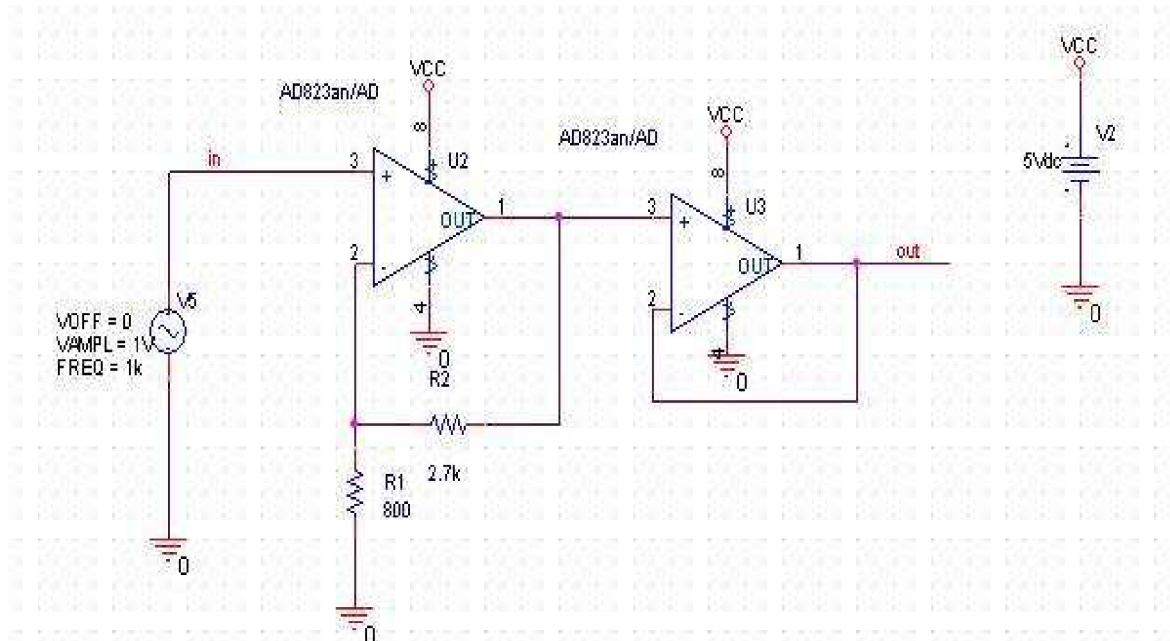 VCC
VCC
AD823an/AD
8
VCC
V2
AD823an/AD
5Vdc
in
3
+
U2
8
OUT
1
3
+
U3
2
-
OUT
1
out
4
2
-
0
V5
VOFF = 0
VAMPL = 1V
FREQ = 1k
0
4
0
R2
2.7k
R1
800
0
0